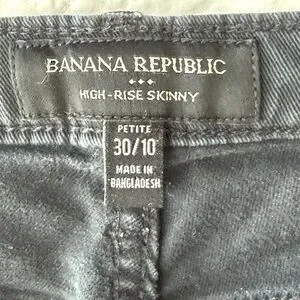 BANANA REPUBLIC
HIGH-RISE SKINNY
PETITE
30/10
MADE IN
BANGLADESH